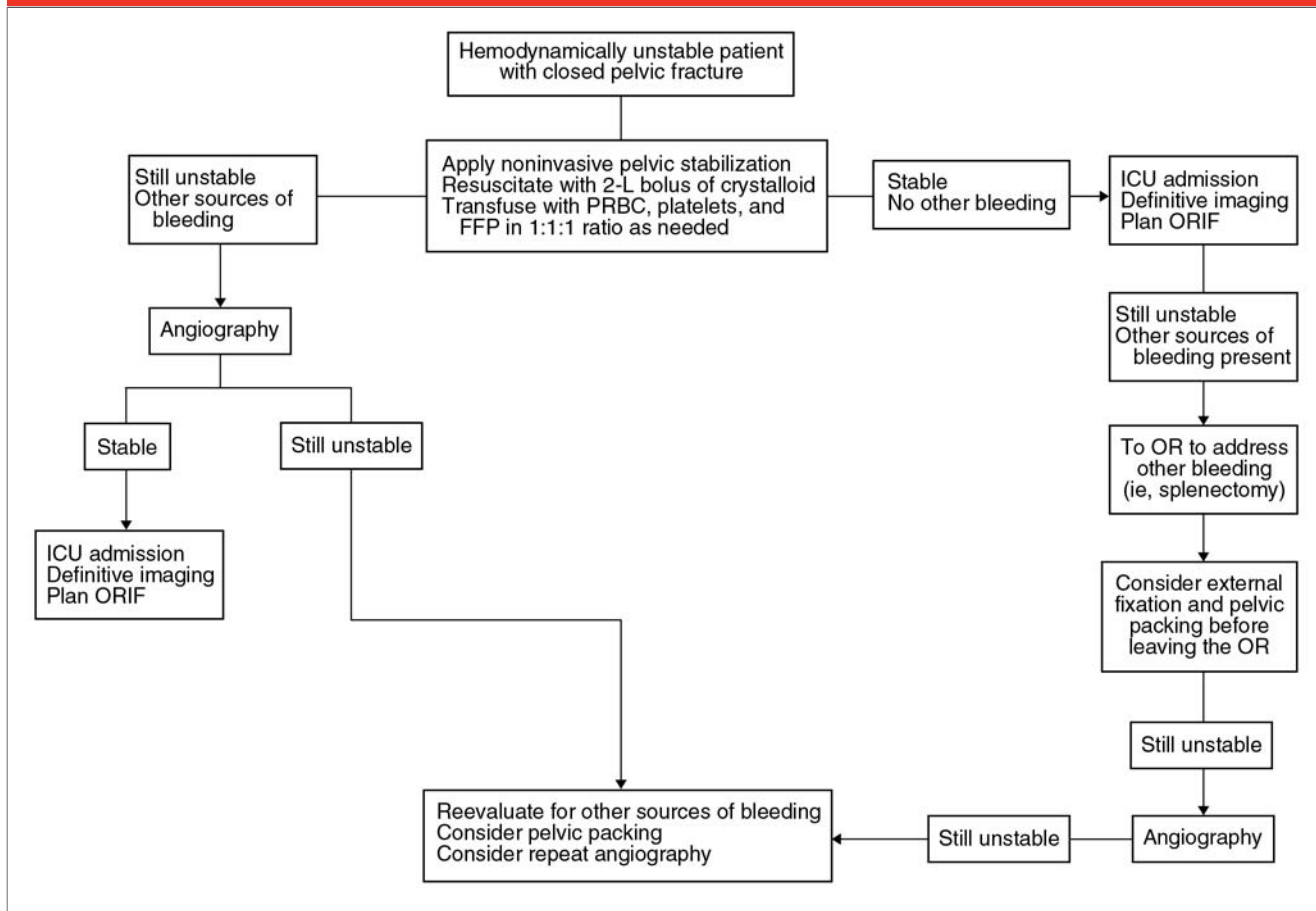 Hemodynamically unstable patient
with closed pelvic fracture
Apply noninvasive pelvic stabilization
Resuscitate with 2-L bolus of crystalloid
Transfuse with PRBC, platelets, and
FFP in 1:1:1 ratio as needed
Still unstable
Other sources of
bleeding
Angiography
Stable
ICU admission
Definitive imaging
Plan ORIF
Still unstable
Stable
No other bleeding
ICU admission
Definitive imaging
Plan ORIF
Still unstable
Other sources of
bleeding present
To OR to address
other bleeding
(ie, splenectomy)
Consider external
fixation and pelvic
packing before
leaving the OR
Still unstable
Angiography
Still unstable
Reevaluate for other sources of bleeding
Consider pelvic packing
Consider repeat angiography